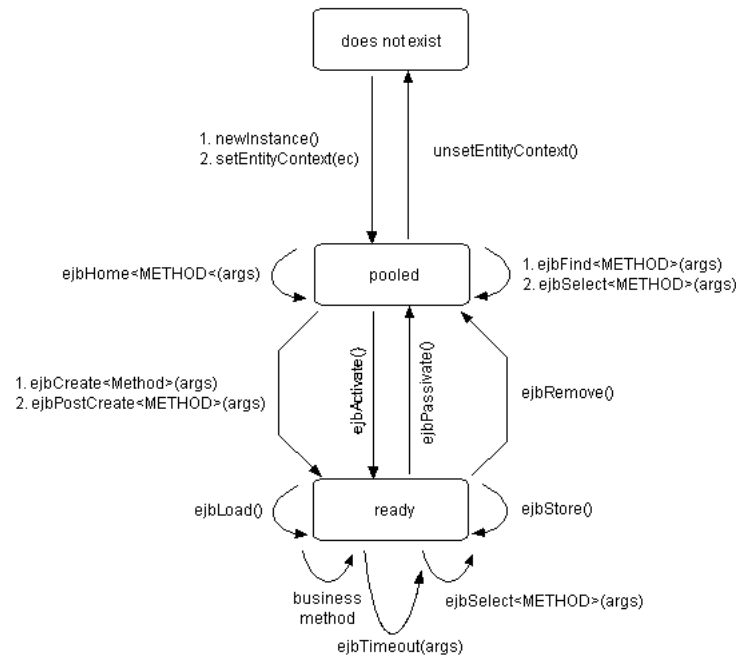 does not exist
1. newInstance()
2. setEntityContext(ec)
unsetEntityContext()
ejbHome<METHOD<(args)
pooled
1. ejbFind<METHOD>(args)
2. ejbSelect<METHOD>(args)
1. ejbCreate<Method>(args)
2. ejbPostCreate<METHOD>(args)
ejbActivate()
ejbPassivate()
ejbRemove()
ejbLoad()
ready
ejbStore()
business
method
ejbSelect<METHOD>(args)
ejbTimeout(args)